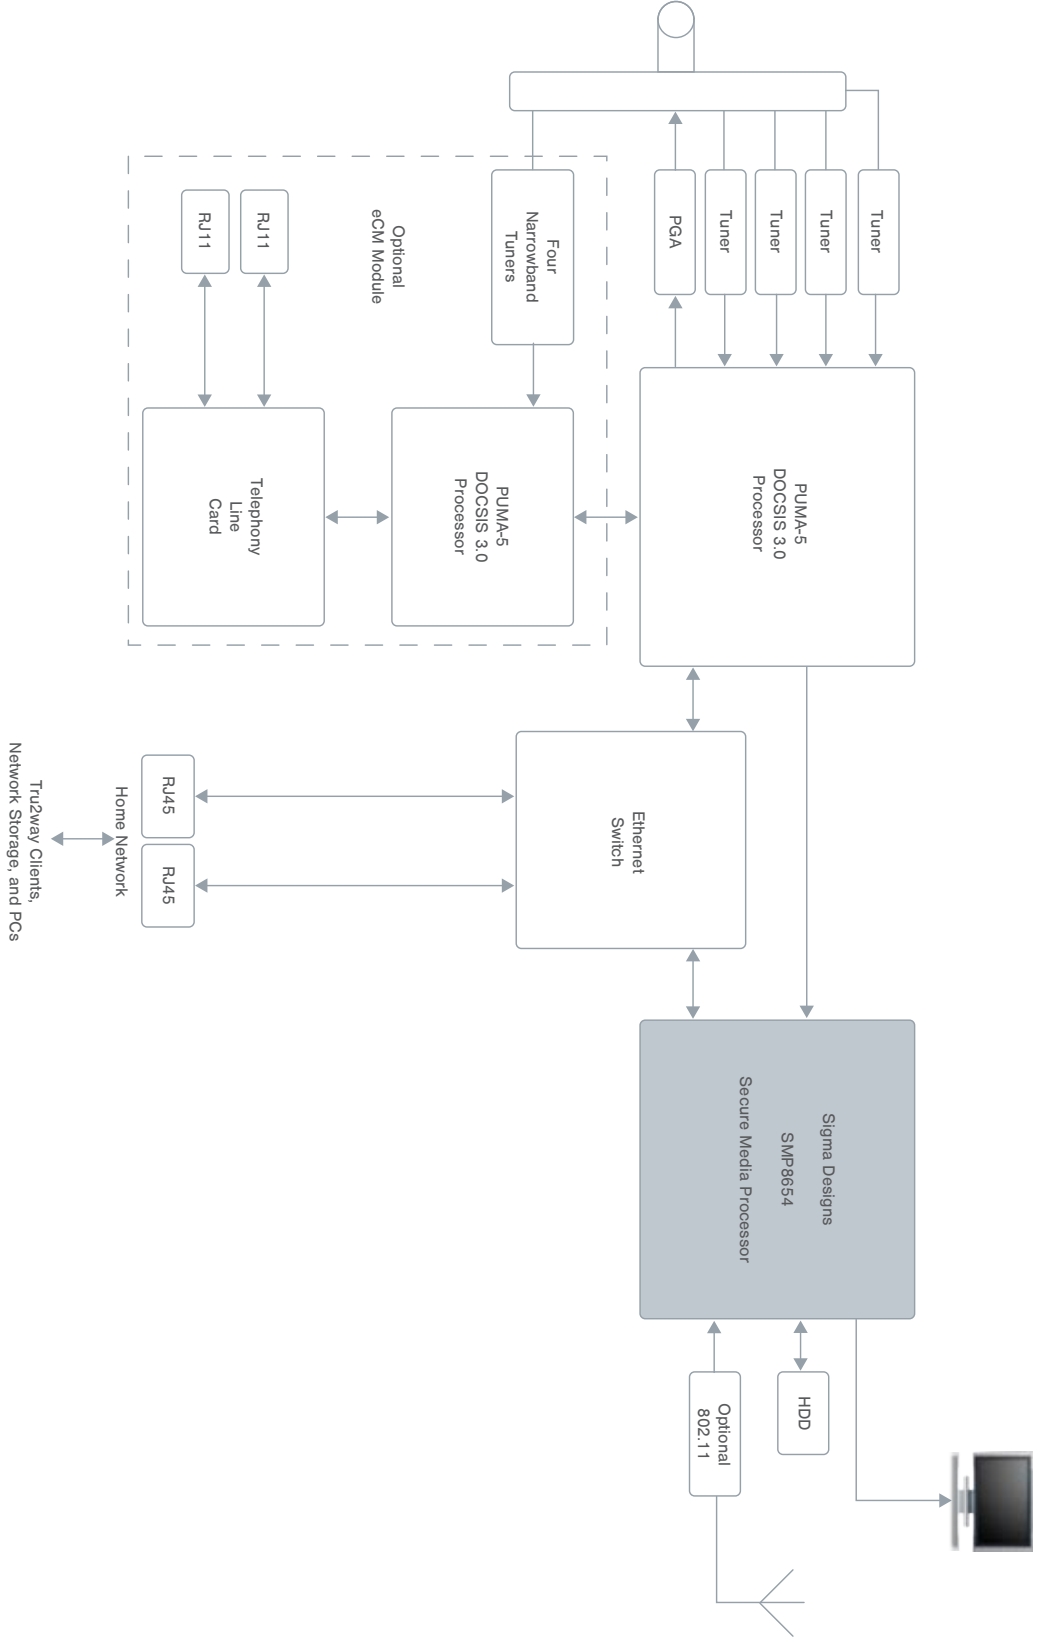 Tuner
Tuner
Tuner
Tuner
PGA
Four
Narrowband
Tuners
Optional
eCM Module
RJ11
RJ11
PUMA-5
DOCSIS 3.0
Processor
PUMA-5
DOCSIS 3.0
Processor
Telephony
Line
Card
Ethernet
Switch
RJ45
RJ45
Home Network
Tru2way Clients,
Network Storage, and PCs
Sigma Designs
SMP8654
Secure Media Processor
HDD
Optional
802.11